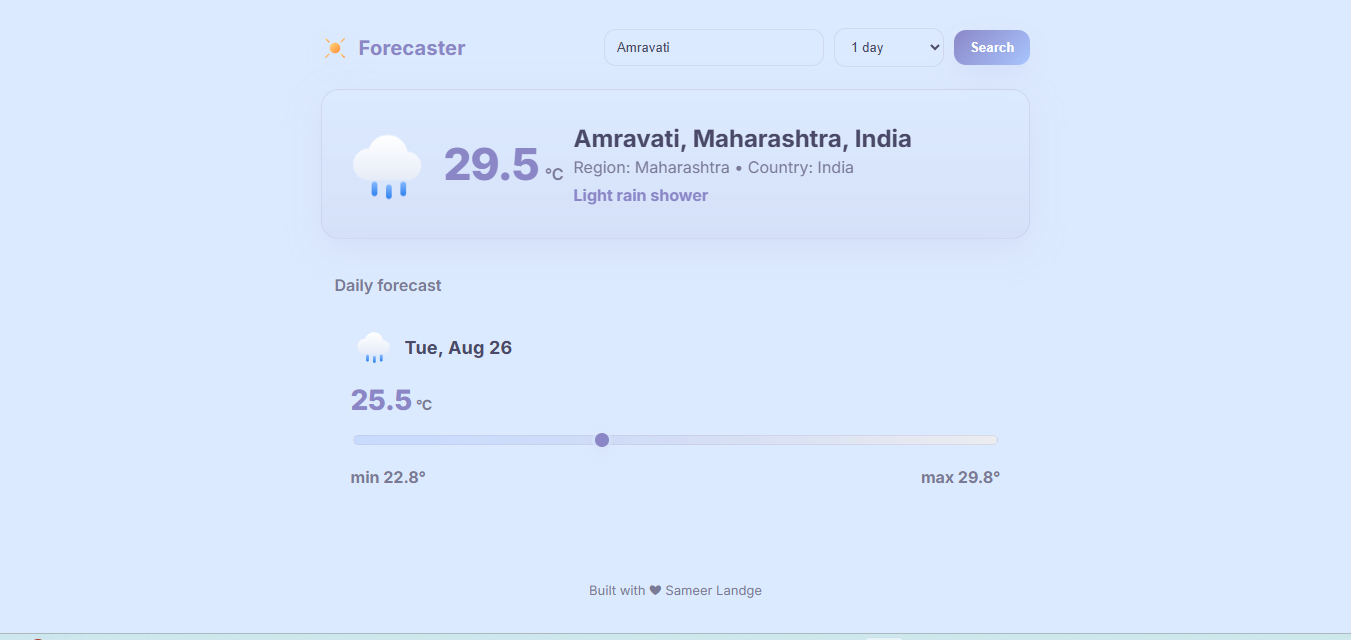 Forecaster
Amravati
1 day
Search
29.5 °C
Amravati, Maharashtra, India
Region: Maharashtra • Country: India
Light rain shower
Daily forecast
Tue, Aug 26
25.5 °C
min 22.8°
max 29.8°
Built with ❤ Sameer Landge